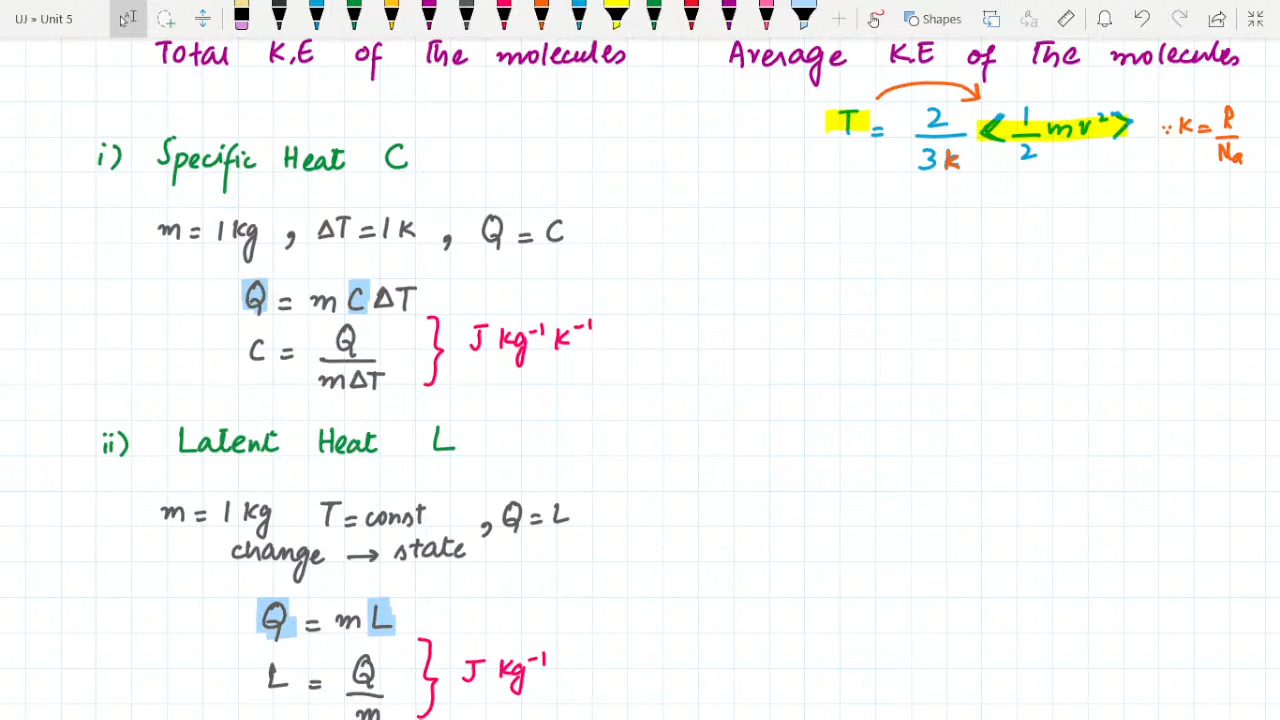 UJ » Unit 5
Shapes
Total K.E of The molecules
Average K.E of The molecules
T = 2/3k <1/2 mv²> ∵ k = R/Na
i) Specific Heat C
m = 1 kg , ΔT = 1 K , Q = C
Q = m C ΔT
C = Q/mΔT } J kg⁻¹ K⁻¹
ii) Latent Heat L
m = 1 kg T = const , Q = L
change → state
Q = m L
L = Q/m } J kg⁻¹